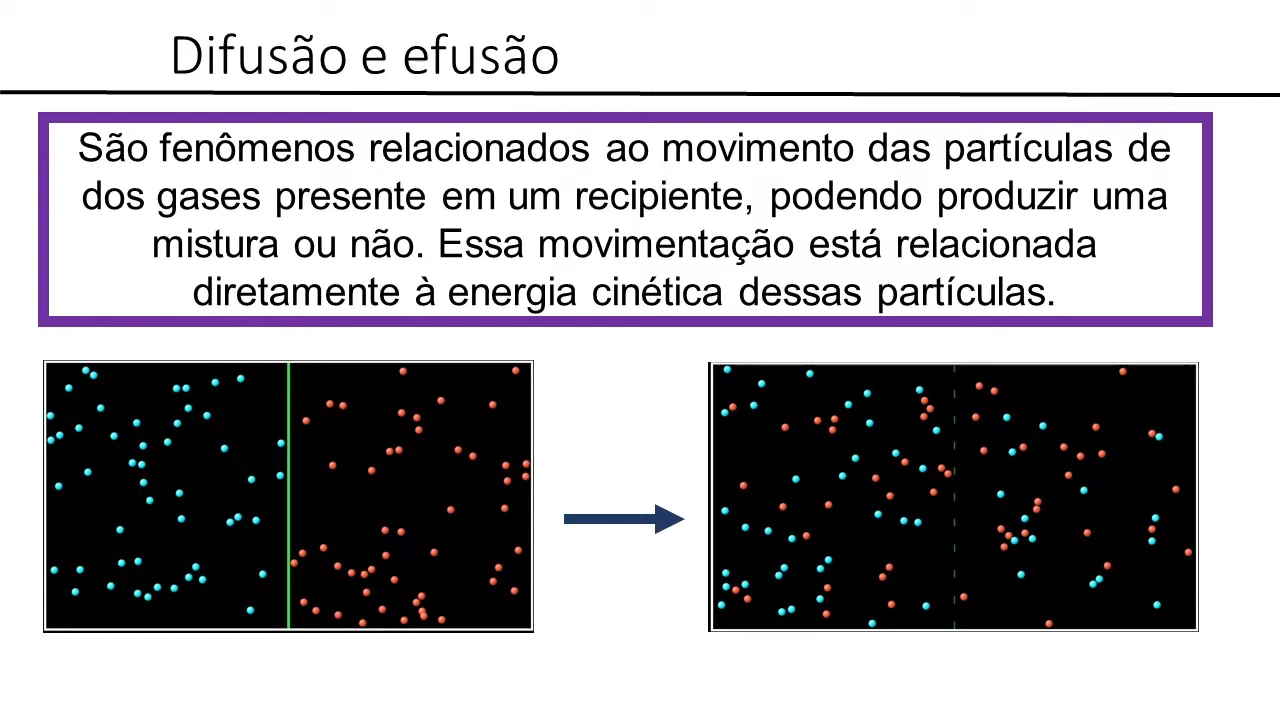 Difusão e efusão
São fenômenos relacionados ao movimento das partículas de
dos gases presente em um recipiente, podendo produzir uma
mistura ou não. Essa movimentação está relacionada
diretamente à energia cinética dessas partículas.